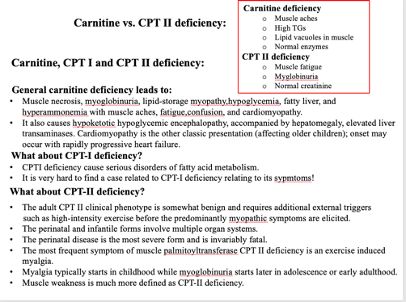 Carnitine vs. CPT II deficiency:
Carnitine deficiency
o Muscle aches
o High TGs
o Lipid vacuoles in muscle
o Normal enzymes
CPT II deficiency
o Muscle fatigue
o Myglobinuria
o Normal creatinine
Carnitine, CPT I and CPT II deficiency:
General carnitine deficiency leads to:
• Muscle necrosis, myoglobinuria, lipid-storage myopathy,hypoglycemia, fatty liver, and
hyperammonemia with muscle aches, fatigue,confusion, and cardiomyopathy.
• It also causes hypoketotic hypoglycemic encephalopathy, accompanied by hepatomegaly, elevated liver
transaminases. Cardiomyopathy is the other classic presentation (affecting older children); onset may
occur with rapidly progressive heart failure.
What about CPT-I deficiency?
• CPTI deficiency cause serious disorders of fatty acid metabolism.
• It is very hard to find a case related to CPT-I deficiency relating to its sypmtoms!
What about CPT-II deficiency?
• The adult CPT II clinical phenotype is somewhat benign and requires additional external triggers
such as high-intensity exercise before the predominantly myopathic symptoms are elicited.
• The perinatal and infantile forms involve multiple organ systems.
• The perinatal disease is the most severe form and is invariably fatal.
• The most frequent symptom of muscle palmitoyltransferase CPT II deficiency is an exercise induced
myalgia.
• Myalgia typically starts in childhood while myoglobinuria starts later in adolescence or early adulthood.
• Muscle weakness is much more defined as CPT-II deficiency.